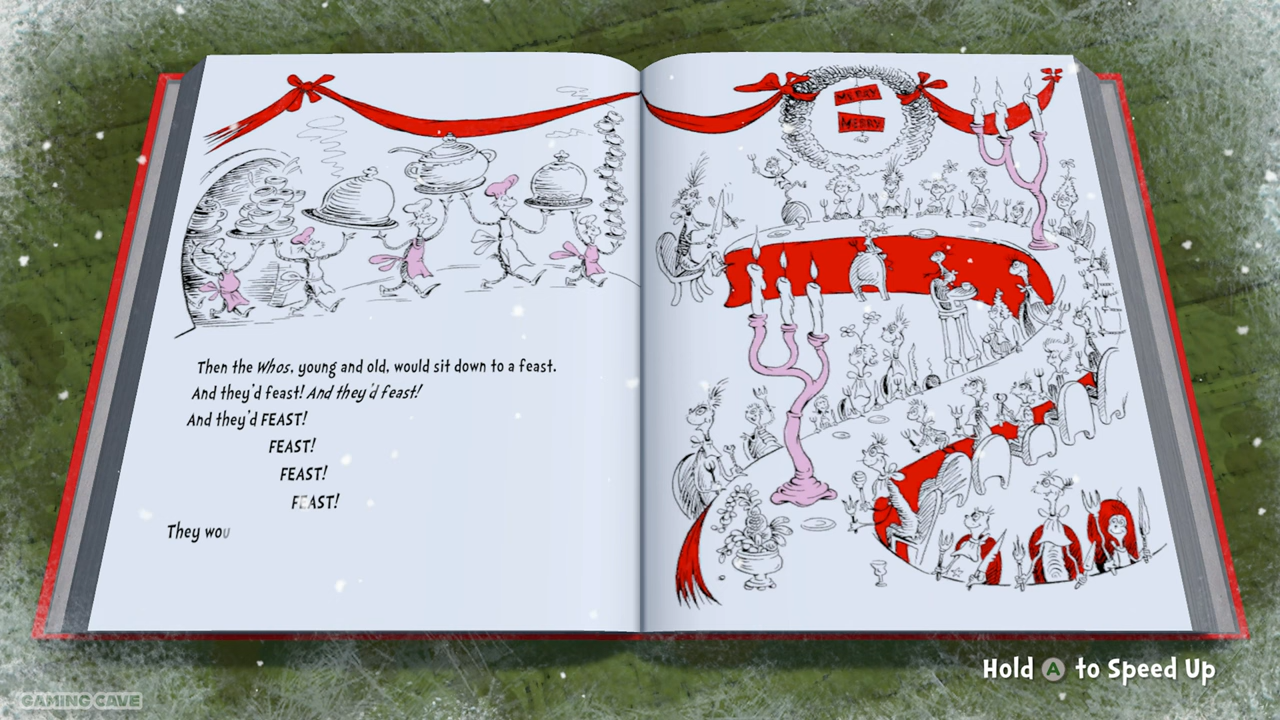 MERRY
MERRY
Then the Whos, young and old, would sit down to a feast.
And they'd feast! And they'd feast!
And they'd FEAST!
FEAST!
FEAST!
FEAST!
They wou
Hold A to Speed Up
GAMING CAVE